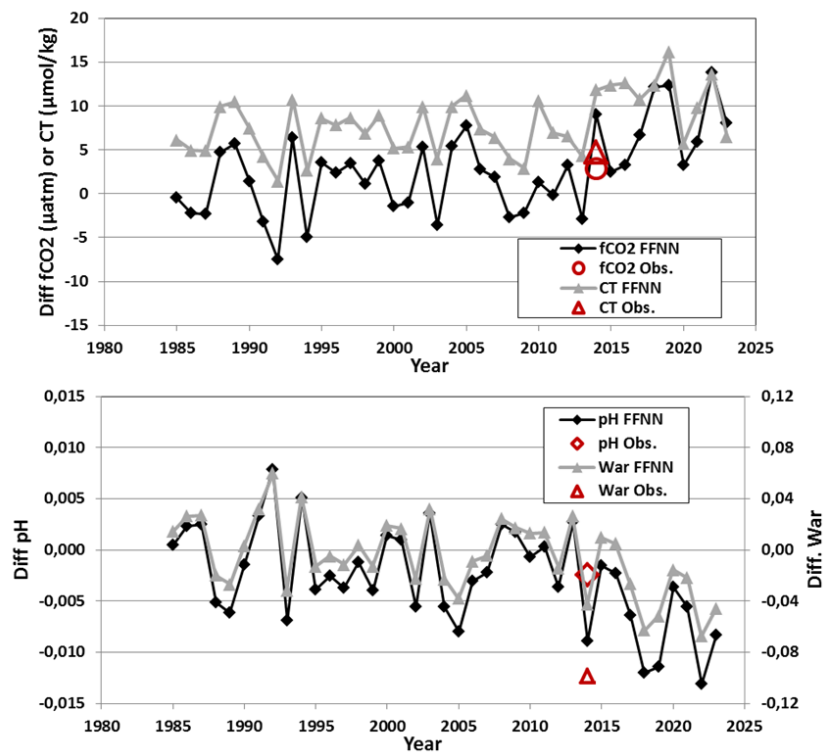 Diff fCO2 (µatm) or CT (µmol/kg)
20
15
10
5
0
-5
-10
-15
fCO2 FFNN
fCO2 Obs.
CT FFNN
CT Obs.
1980 1985 1990 1995 2000 2005 2010 2015 2020 2025
Year
Diff pH
0,015
0,010
0,005
0,000
-0,005
-0,010
-0,015
pH FFNN
pH Obs.
War FFNN
War Obs.
0,12
0,08
0,04
0,00
-0,04
-0,08
-0,12
Diff. War
1980 1985 1990 1995 2000 2005 2010 2015 2020 2025
Year